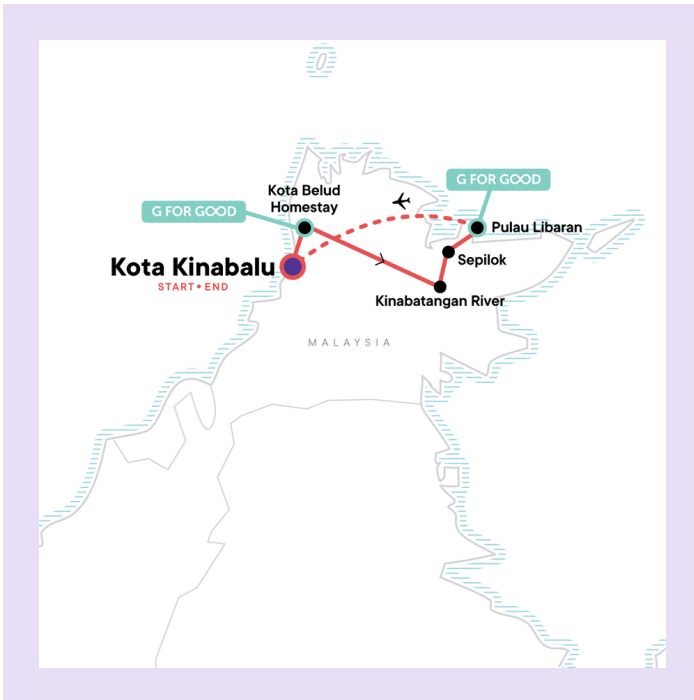 G FOR GOOD
Kota Belud
Homestay
G FOR GOOD
Pulau Libaran
Sepilok
Kota Kinabalu
START • END
Kinabatangan River
MALAYSIA